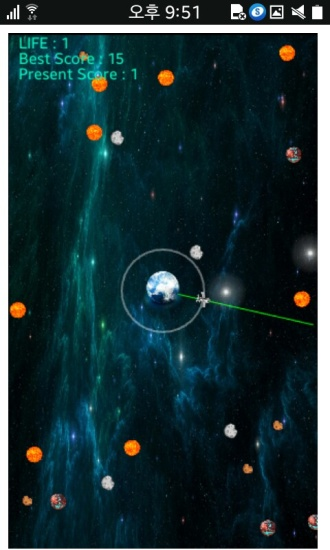 오후 9:51
LIFE : 1
Best Score : 15
Present Score : 1